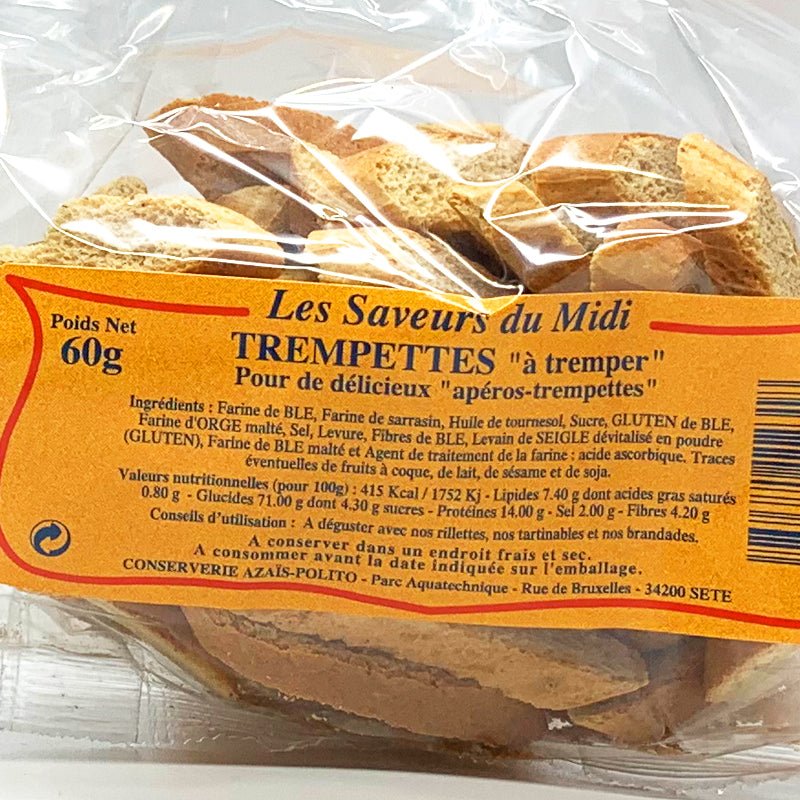 Les Saveurs du Midi
Poids Net
60g
TREMPETTES "à tremper"
Pour de délicieux "apéros-trempettes"
Ingrédients : Farine de BLE, Farine de sarrasin, Huile de tournesol, Sucre, GLUTEN de BLE,
Farine d'ORGE malté, Sel, Levure, Fibres de BLE, Levain de SEIGLE dévitalisé en poudre
(GLUTEN), Farine de BLE malté et Agent de traitement de la farine : acide ascorbique. Traces
éventuelles de fruits à coque, de lait, de sésame et de soja.
Valeurs nutritionnelles (pour 100g) : 415 Kcal / 1752 Kj - Lipides 7.40 g dont acides gras saturés
0.80 g - Glucides 71.00 g dont 4.30 g sucres - Protéines 14.00 g - Sel 2.00 g - Fibres 4.20 g
Conseils d'utilisation : A déguster avec nos rillettes, nos tartinables et nos brandades.
A conserver dans un endroit frais et sec.
A consommer avant la date indiquée sur l'emballage.
CONSERVERIE AZAÏS-POLITO - Parc Aquatechnique - Rue de Bruxelles - 34200 SETE